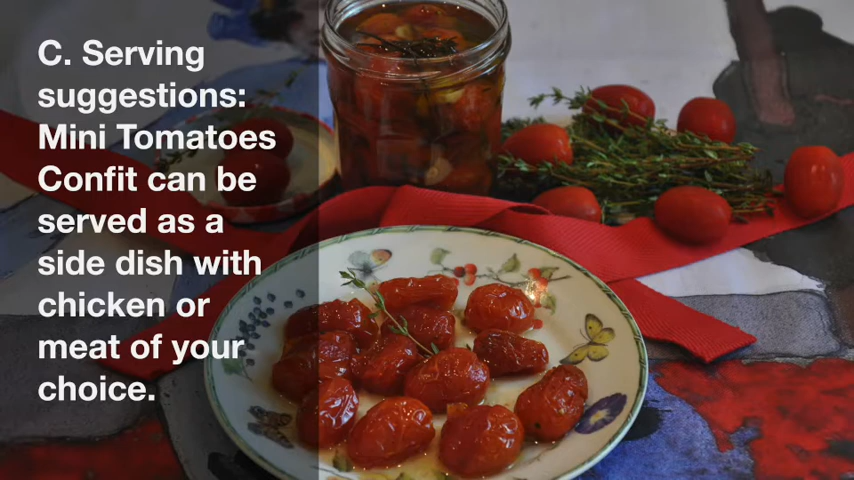 C. Serving
suggestions:
Mini Tomatoes
Confit can be
served as a
side dish with
chicken or
meat of your
choice.